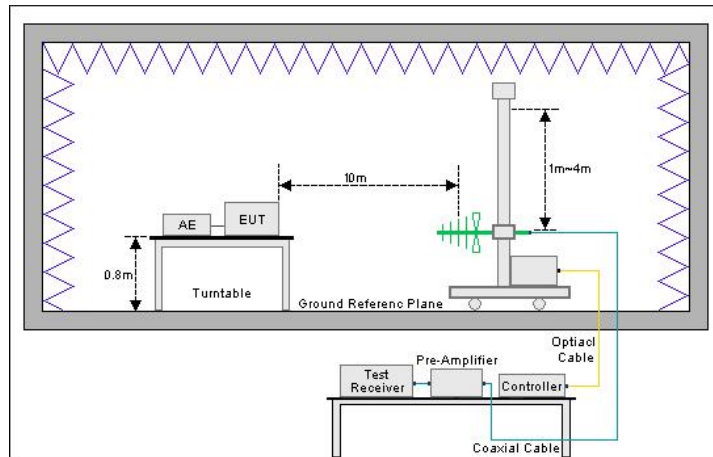 10m
1m~4m
AE
EUT
0.8m
Turntable
Ground Referenc Plane
Optiacl
Cable
Pre-Amplifier
Test
Receiver
Controller
Coaxial Cable